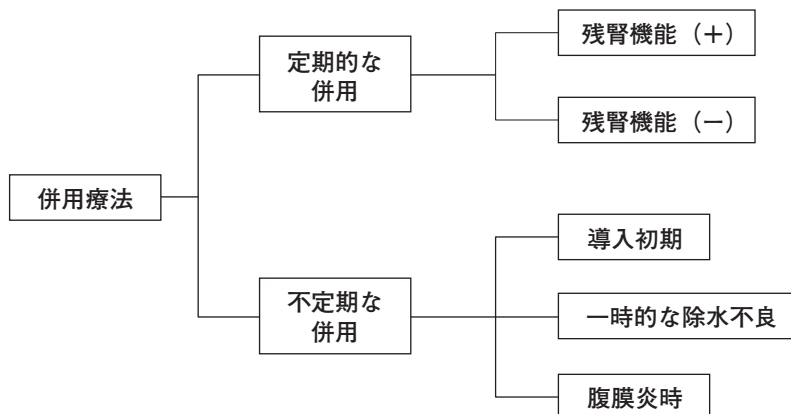 併用療法
定期的な
併用
残腎機能（＋）
残腎機能（－）
不定期な
併用
導入初期
一時的な除水不良
腹膜炎時